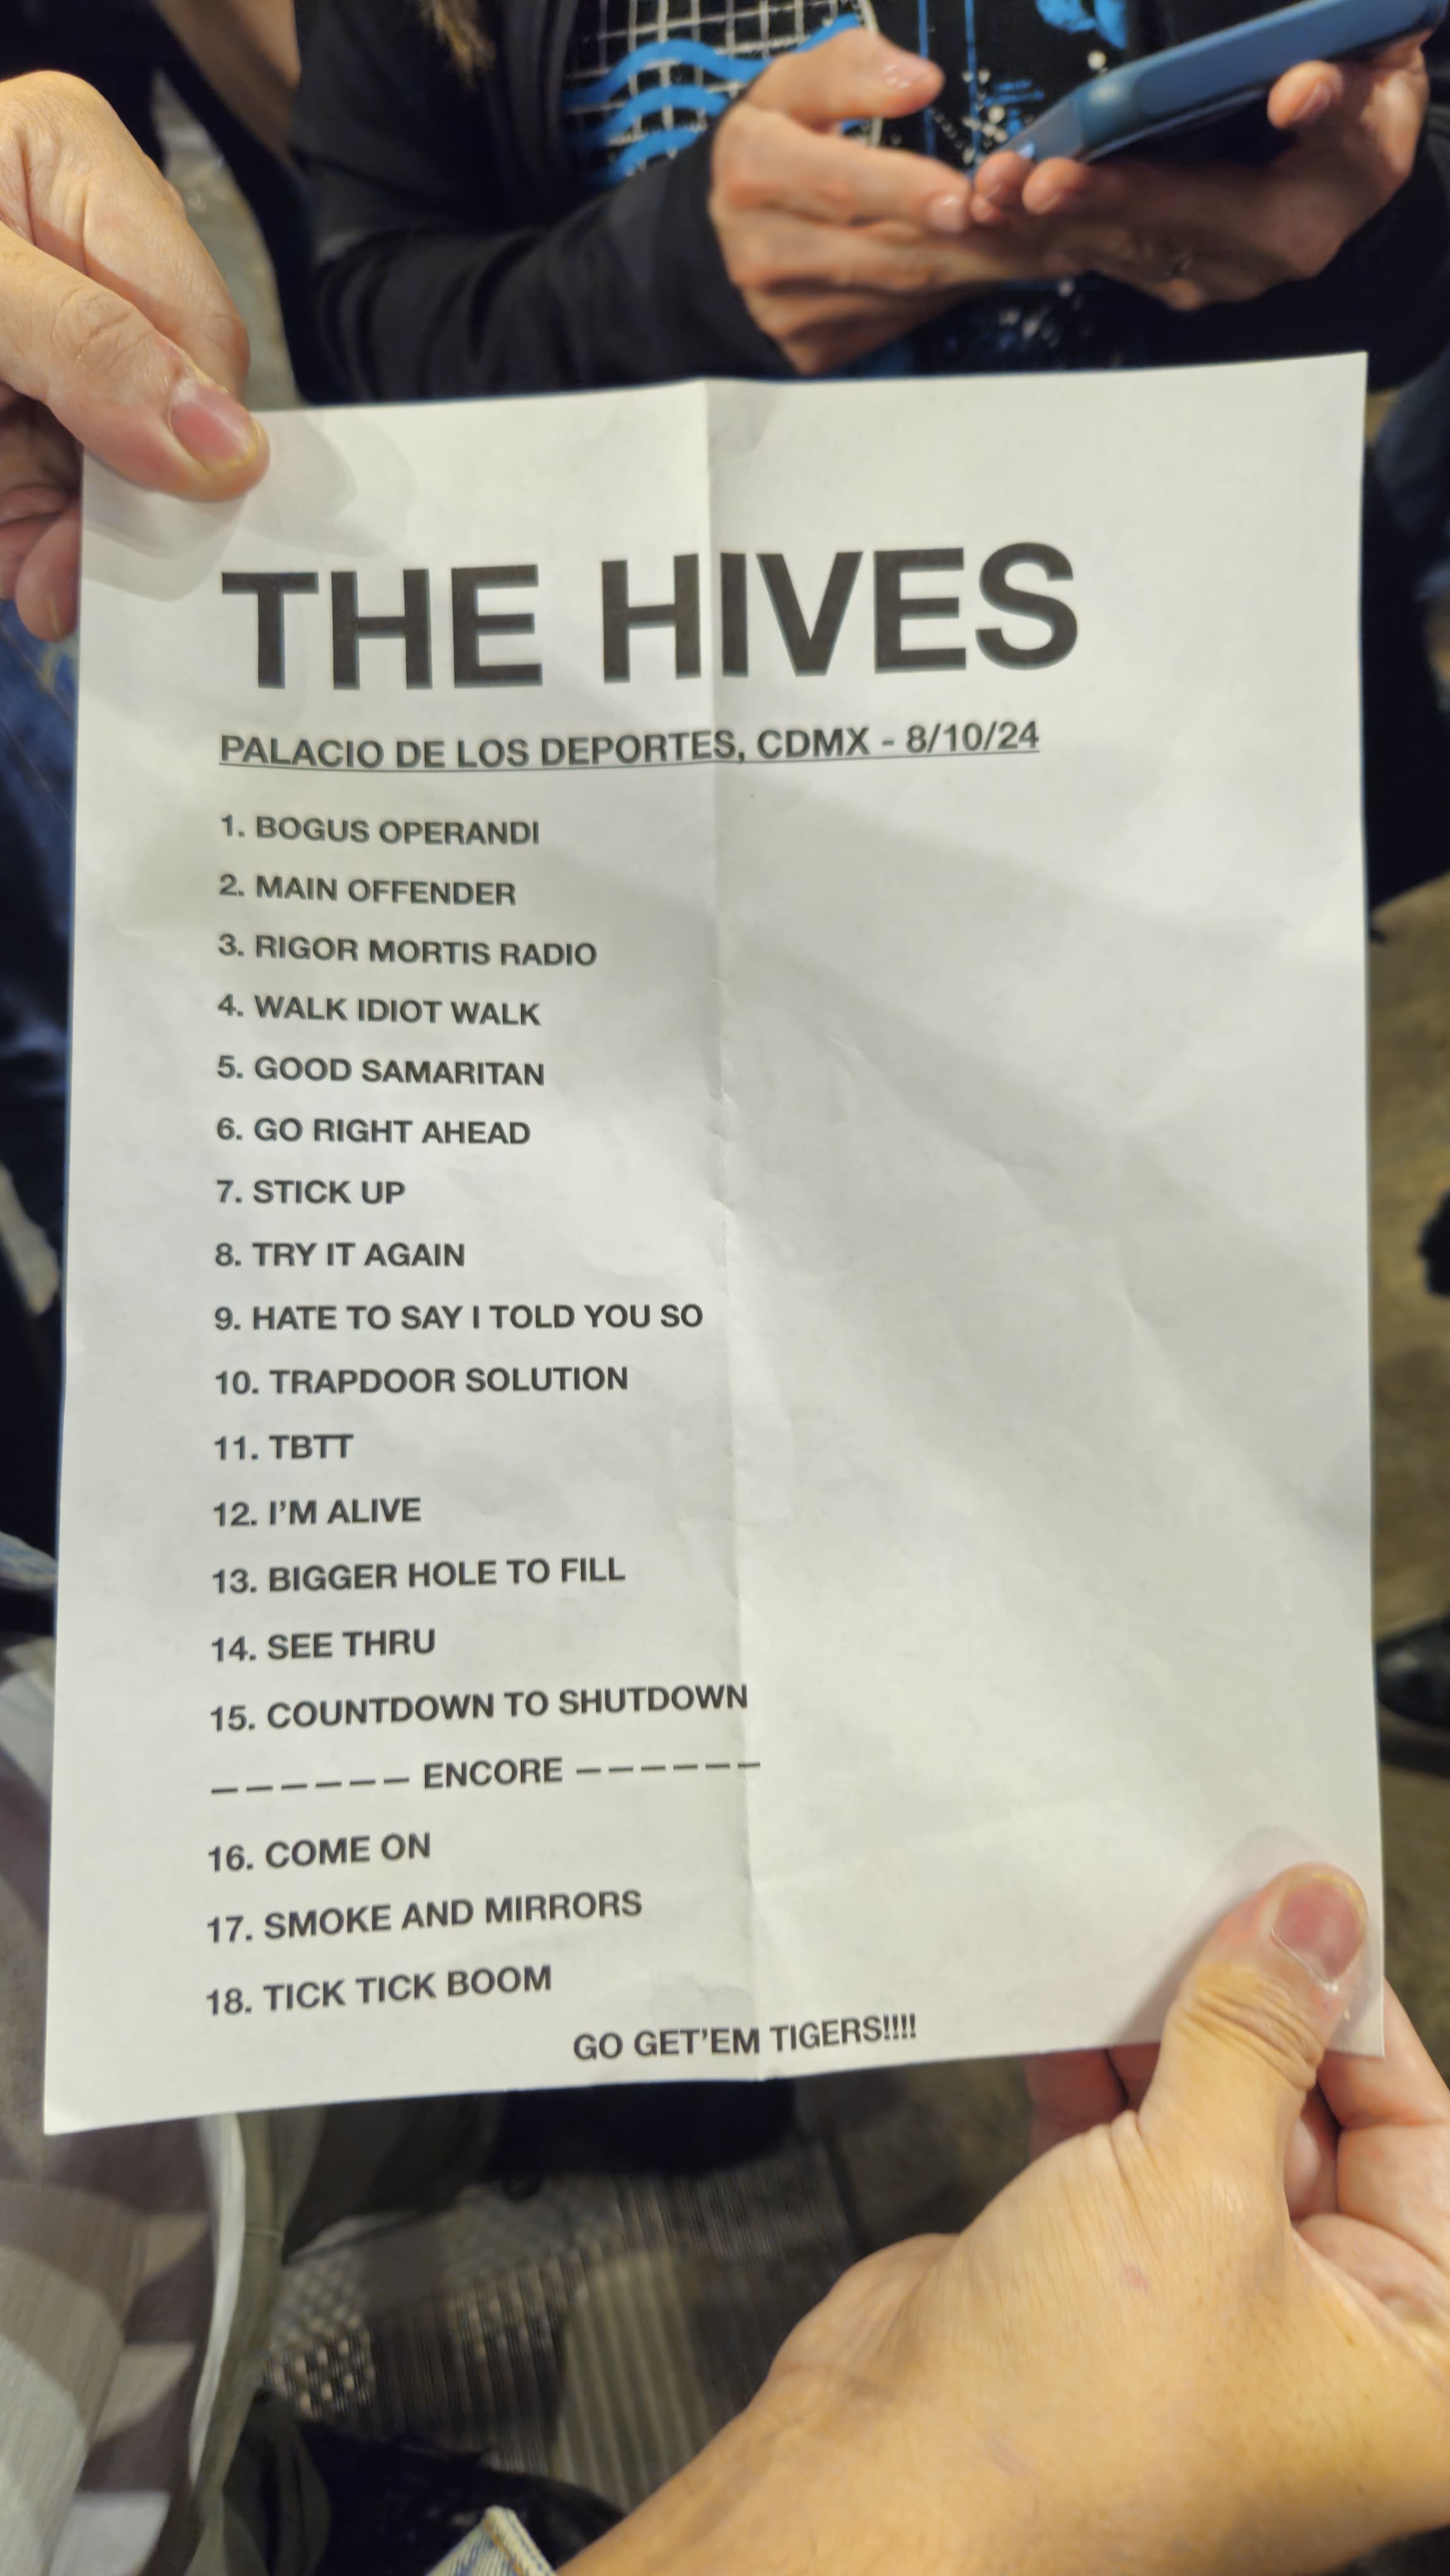 THE HIVES
PALACIO DE LOS DEPORTES, CDMX - 8/10/24
1. BOGUS OPERANDI
2. MAIN OFFENDER
3. RIGOR MORTIS RADIO
4. WALK IDIOT WALK
5. GOOD SAMARITAN
6. GO RIGHT AHEAD
7. STICK UP
8. TRY IT AGAIN
9. HATE TO SAY I TOLD YOU SO
10. TRAPDOOR SOLUTION
11. TBTT
12. I'M ALIVE
13. BIGGER HOLE TO FILL
14. SEE THRU
15. COUNTDOWN TO SHUTDOWN
—————— ENCORE ——————
16. COME ON
17. SMOKE AND MIRRORS
18. TICK TICK BOOM
GO GET'EM TIGERS!!!!